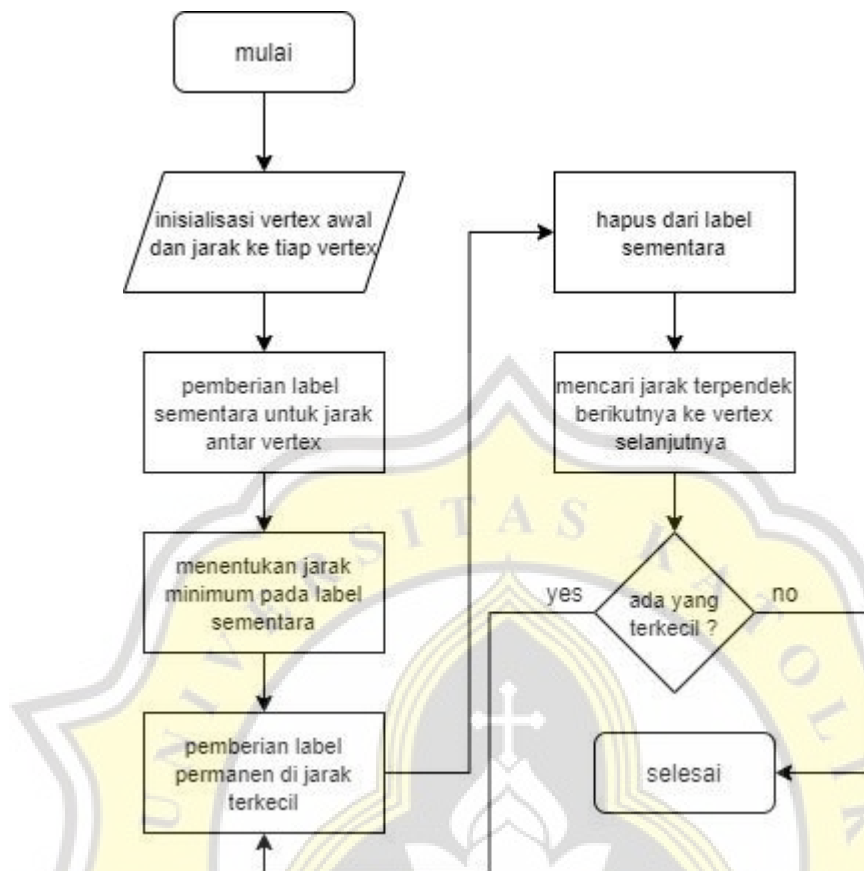 mulai
inisialisasi vertex awal
dan jarak ke tiap vertex
pemberian label
sementara untuk jarak
antar vertex
menentukan jarak
minimum pada label
sementara
pemberian label
permanen di jarak
terkecil
hapus dari label
sementara
mencari jarak terpendek
berikutnya ke vertex
selanjutnya
ada yang
terkecil ?
yes
no
selesai
UNIVERSITAS KATOLIK